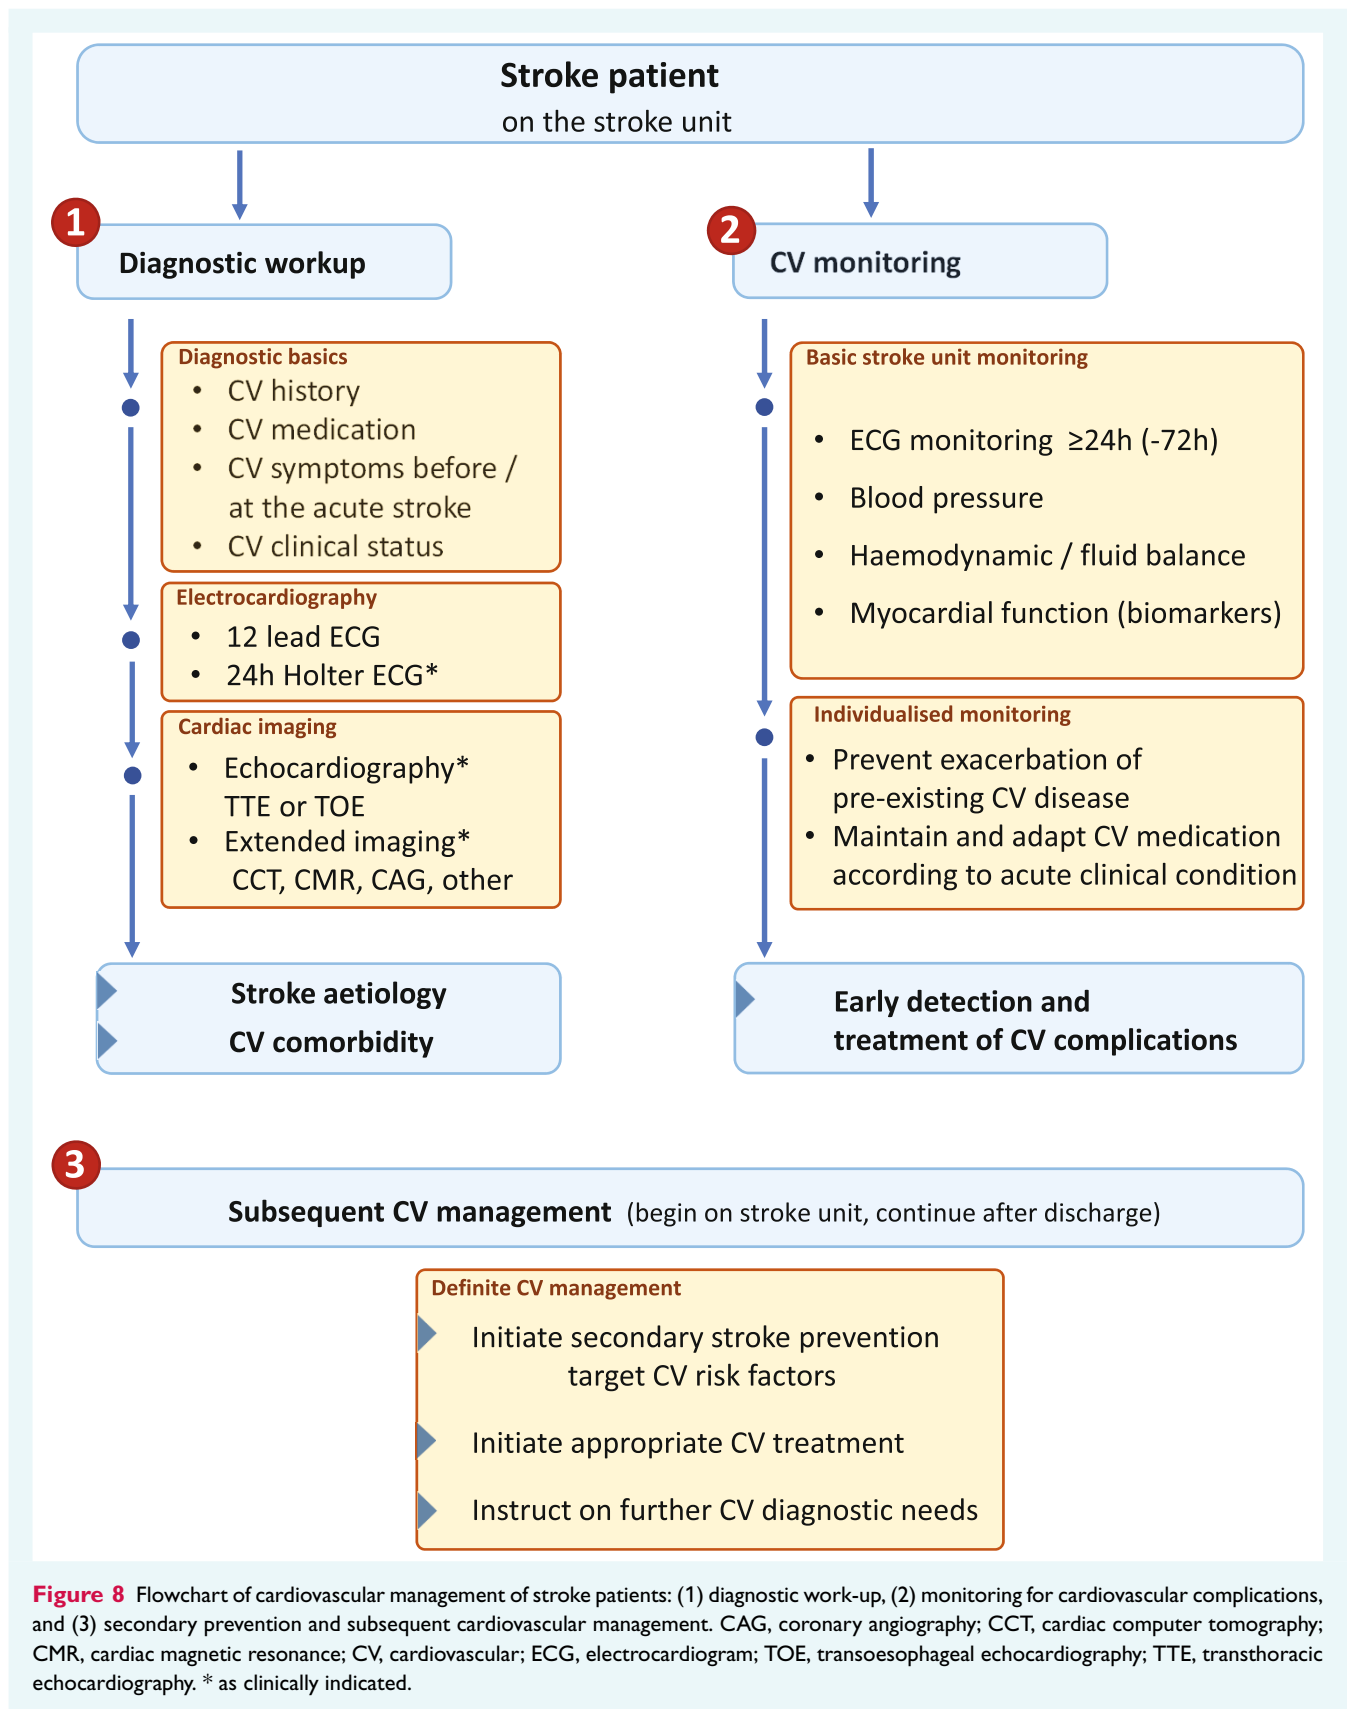 Stroke patient
on the stroke unit
1
Diagnostic workup
Diagnostic basics
• CV history
• CV medication
• CV symptoms before /
at the acute stroke
• CV clinical status
Electrocardiography
• 12 lead ECG
• 24h Holter ECG*
Cardiac imaging
• Echocardiography*
TTE or TOE
• Extended imaging*
CCT, CMR, CAG, other
Stroke aetiology
CV comorbidity
2
CV monitoring
Basic stroke unit monitoring
• ECG monitoring ≥24h (-72h)
• Blood pressure
• Haemodynamic / fluid balance
• Myocardial function (biomarkers)
Individualised monitoring
• Prevent exacerbation of
pre-existing CV disease
• Maintain and adapt CV medication
according to acute clinical condition
Early detection and
treatment of CV complications
3
Subsequent CV management (begin on stroke unit, continue after discharge)
Definite CV management
Initiate secondary stroke prevention
target CV risk factors
Initiate appropriate CV treatment
Instruct on further CV diagnostic needs
Figure 8 Flowchart of cardiovascular management of stroke patients: (1) diagnostic work-up, (2) monitoring for cardiovascular complications,
and (3) secondary prevention and subsequent cardiovascular management. CAG, coronary angiography; CCT, cardiac computer tomography;
CMR, cardiac magnetic resonance; CV, cardiovascular; ECG, electrocardiogram; TOE, transoesophageal echocardiography; TTE, transthoracic
echocardiography. * as clinically indicated.